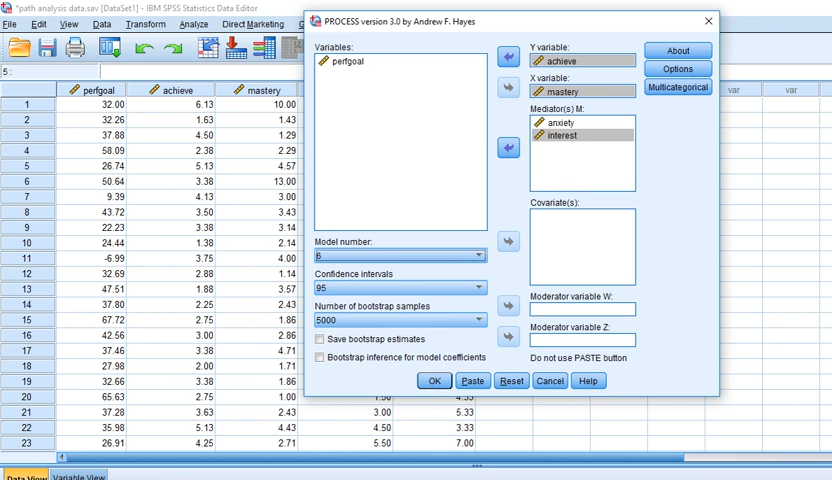 *path analysis data.sav [DataSet1] - IBM SPSS Statistics Data Editor
File Edit View Data Transform Analyze Direct Marketing
5 :
perfgoal achieve mastery var var
1 32.00 6.13 10.00
2 32.26 1.63 1.43
3 37.88 4.50 1.29
4 58.09 2.38 2.29
5 26.74 5.13 4.57
6 50.64 3.38 13.00
7 9.39 4.13 3.00
8 43.72 3.50 3.43
9 22.23 3.38 3.14
10 24.44 1.38 2.14
11 -6.99 3.75 4.00
12 32.69 2.88 1.14
13 47.51 1.88 3.57
14 37.80 2.25 2.43
15 67.72 2.75 1.86
16 42.56 3.00 2.86
17 37.46 3.38 4.71
18 27.98 2.00 1.71
19 32.66 3.38 1.86
20 65.63 2.75 1.00 1.50 4.33
21 37.28 3.63 2.43 3.00 5.33
22 35.98 5.13 4.43 4.50 3.33
23 26.91 4.25 2.71 5.50 7.00
Data View Variable View
PROCESS version 3.0 by Andrew F. Hayes
Variables:
perfgoal
Model number:
6
Confidence intervals
95
Number of bootstrap samples
5000
Save bootstrap estimates
Bootstrap inference for model coefficients
Y variable:
achieve
X variable:
mastery
Mediator(s) M:
anxiety
interest
Covariate(s):
Moderator variable W:
Moderator variable Z:
Do not use PASTE button
About
Options
Multicategorical
OK Paste Reset Cancel Help